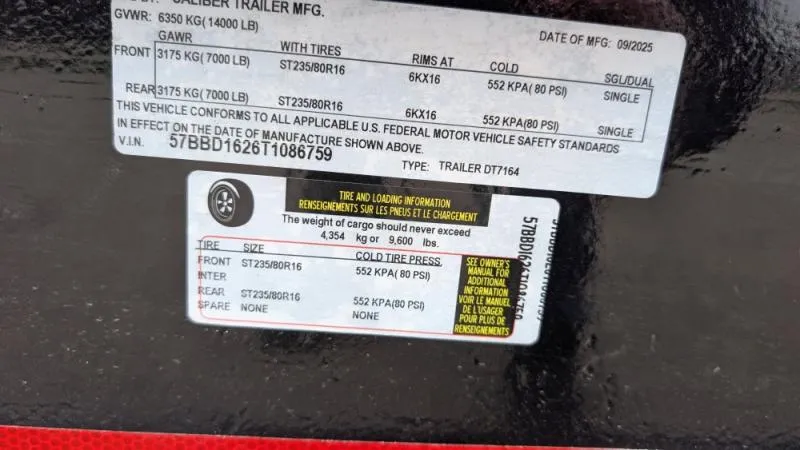 CALIBER TRAILER MFG.
GVWR: 6350 KG( 14000 LB)
DATE OF MFG: 09/2025
GAWR WITH TIRES RIMS AT COLD SGL/DUAL
FRONT 3175 KG( 7000 LB) ST235/80R16 6KX16 552 KPA( 80 PSI) SINGLE
REAR 3175 KG( 7000 LB) ST235/80R16 6KX16 552 KPA( 80 PSI) SINGLE
THIS VEHICLE CONFORMS TO ALL APPLICABLE U.S. FEDERAL MOTOR VEHICLE SAFETY STANDARDS
IN EFFECT ON THE DATE OF MANUFACTURE SHOWN ABOVE.
V.I.N. 57BBD1626T1086759
TYPE: TRAILER DT7164
TIRE AND LOADING INFORMATION
RENSEIGNEMENTS SUR LES PNEUS ET LE CHARGEMENT
The weight of cargo should never exceed
4,354 kg or 9,600 lbs.
TIRE SIZE COLD TIRE PRESS.
FRONT ST235/80R16 552 KPA( 80 PSI)
INTER
REAR ST235/80R16 552 KPA(80 PSI)
SPARE NONE NONE
SEE OWNER'S
MANUAL FOR
ADDITIONAL
INFORMATION
VOIR LE MANUEL
DE L'USAGER
POUR PLUS DE
RENSEIGNEMENTS
57BBD1626T1086759